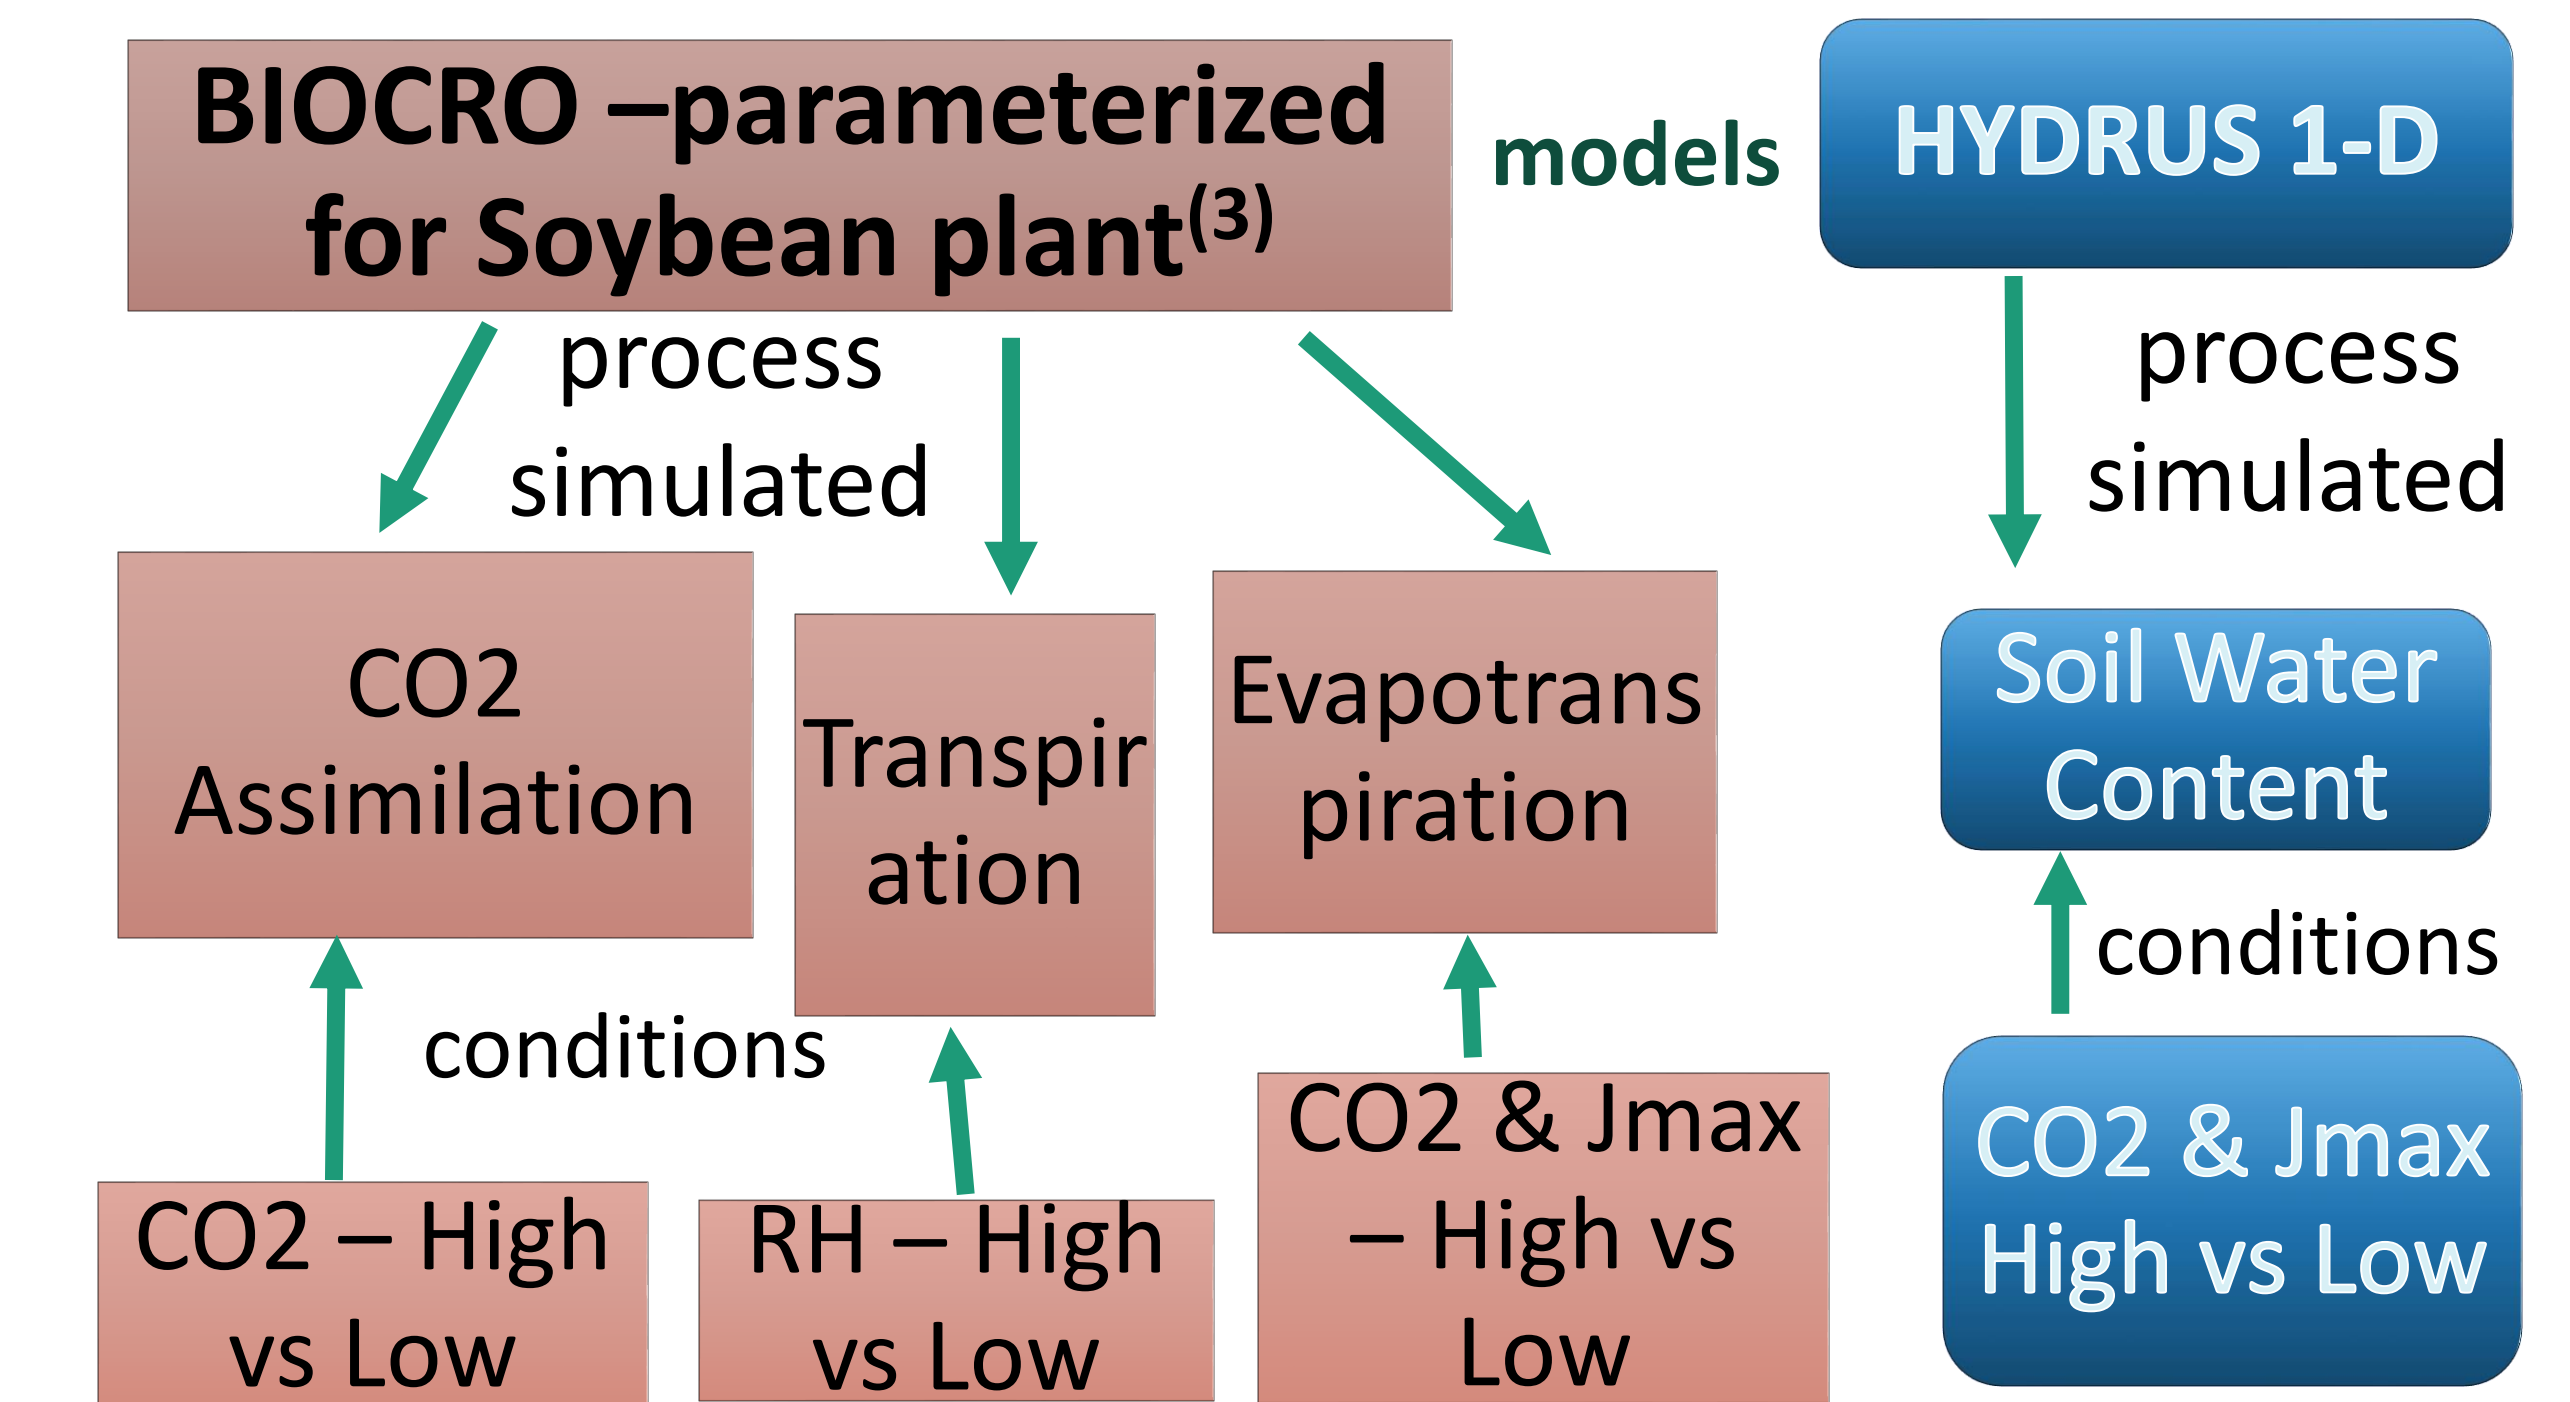 BIOCRO –parameterized
for Soybean plant(3)
models
HYDRUS 1-D
process
simulated
process
simulated
CO2
Assimilation
Transpir
ation
Evapotrans
piration
Soil Water
Content
conditions
conditions
CO2 – High
vs Low
RH – High
vs Low
CO2 & Jmax
– High vs
Low
CO2 & Jmax
High vs Low